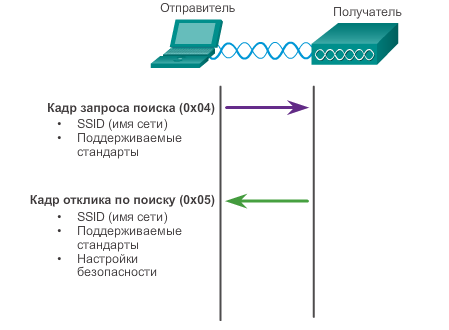 Отправитель
Получатель
Кадр запроса поиска (0x04)
• SSID (имя сети)
• Поддерживаемые
стандарты
Кадр отклика по поиску (0x05)
• SSID (имя сети)
• Поддерживаемые
стандарты
• Настройки
безопасности